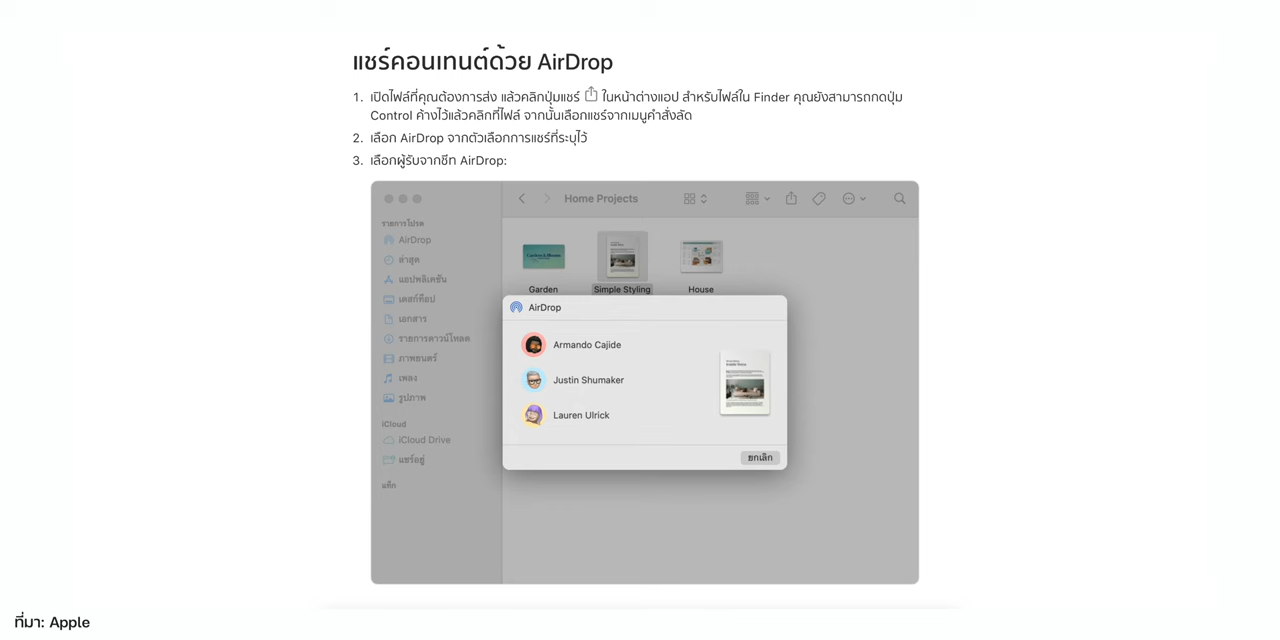 แชร์คอนเทนต์ด้วย AirDrop
1. เปิดไฟล์ที่คุณต้องการส่ง แล้วคลิกปุ่มแชร์ ในหน้าต่างแอป สำหรับไฟล์ใน Finder คุณยังสามารถกดปุ่ม
Control ค้างไว้แล้วคลิกที่ไฟล์ จากนั้นเลือกแชร์จากเมนูคำสั่งลัด
2. เลือก AirDrop จากตัวเลือกการแชร์ที่ระบุไว้
3. เลือกผู้รับจากชีท AirDrop:
Home Projects
รายการโปรด
AirDrop
ล่าสุด
แอปพลิเคชัน
เดสก์ท็อป
เอกสาร
รายการดาวน์โหลด
ภาพยนตร์
เพลง
รูปภาพ
iCloud
iCloud Drive
แชร์อยู่
แท็ก
Garden
Simple Styling
House
AirDrop
Armando Cajide
Justin Shumaker
Lauren Ulrick
ยกเลิก
ที่มา: Apple